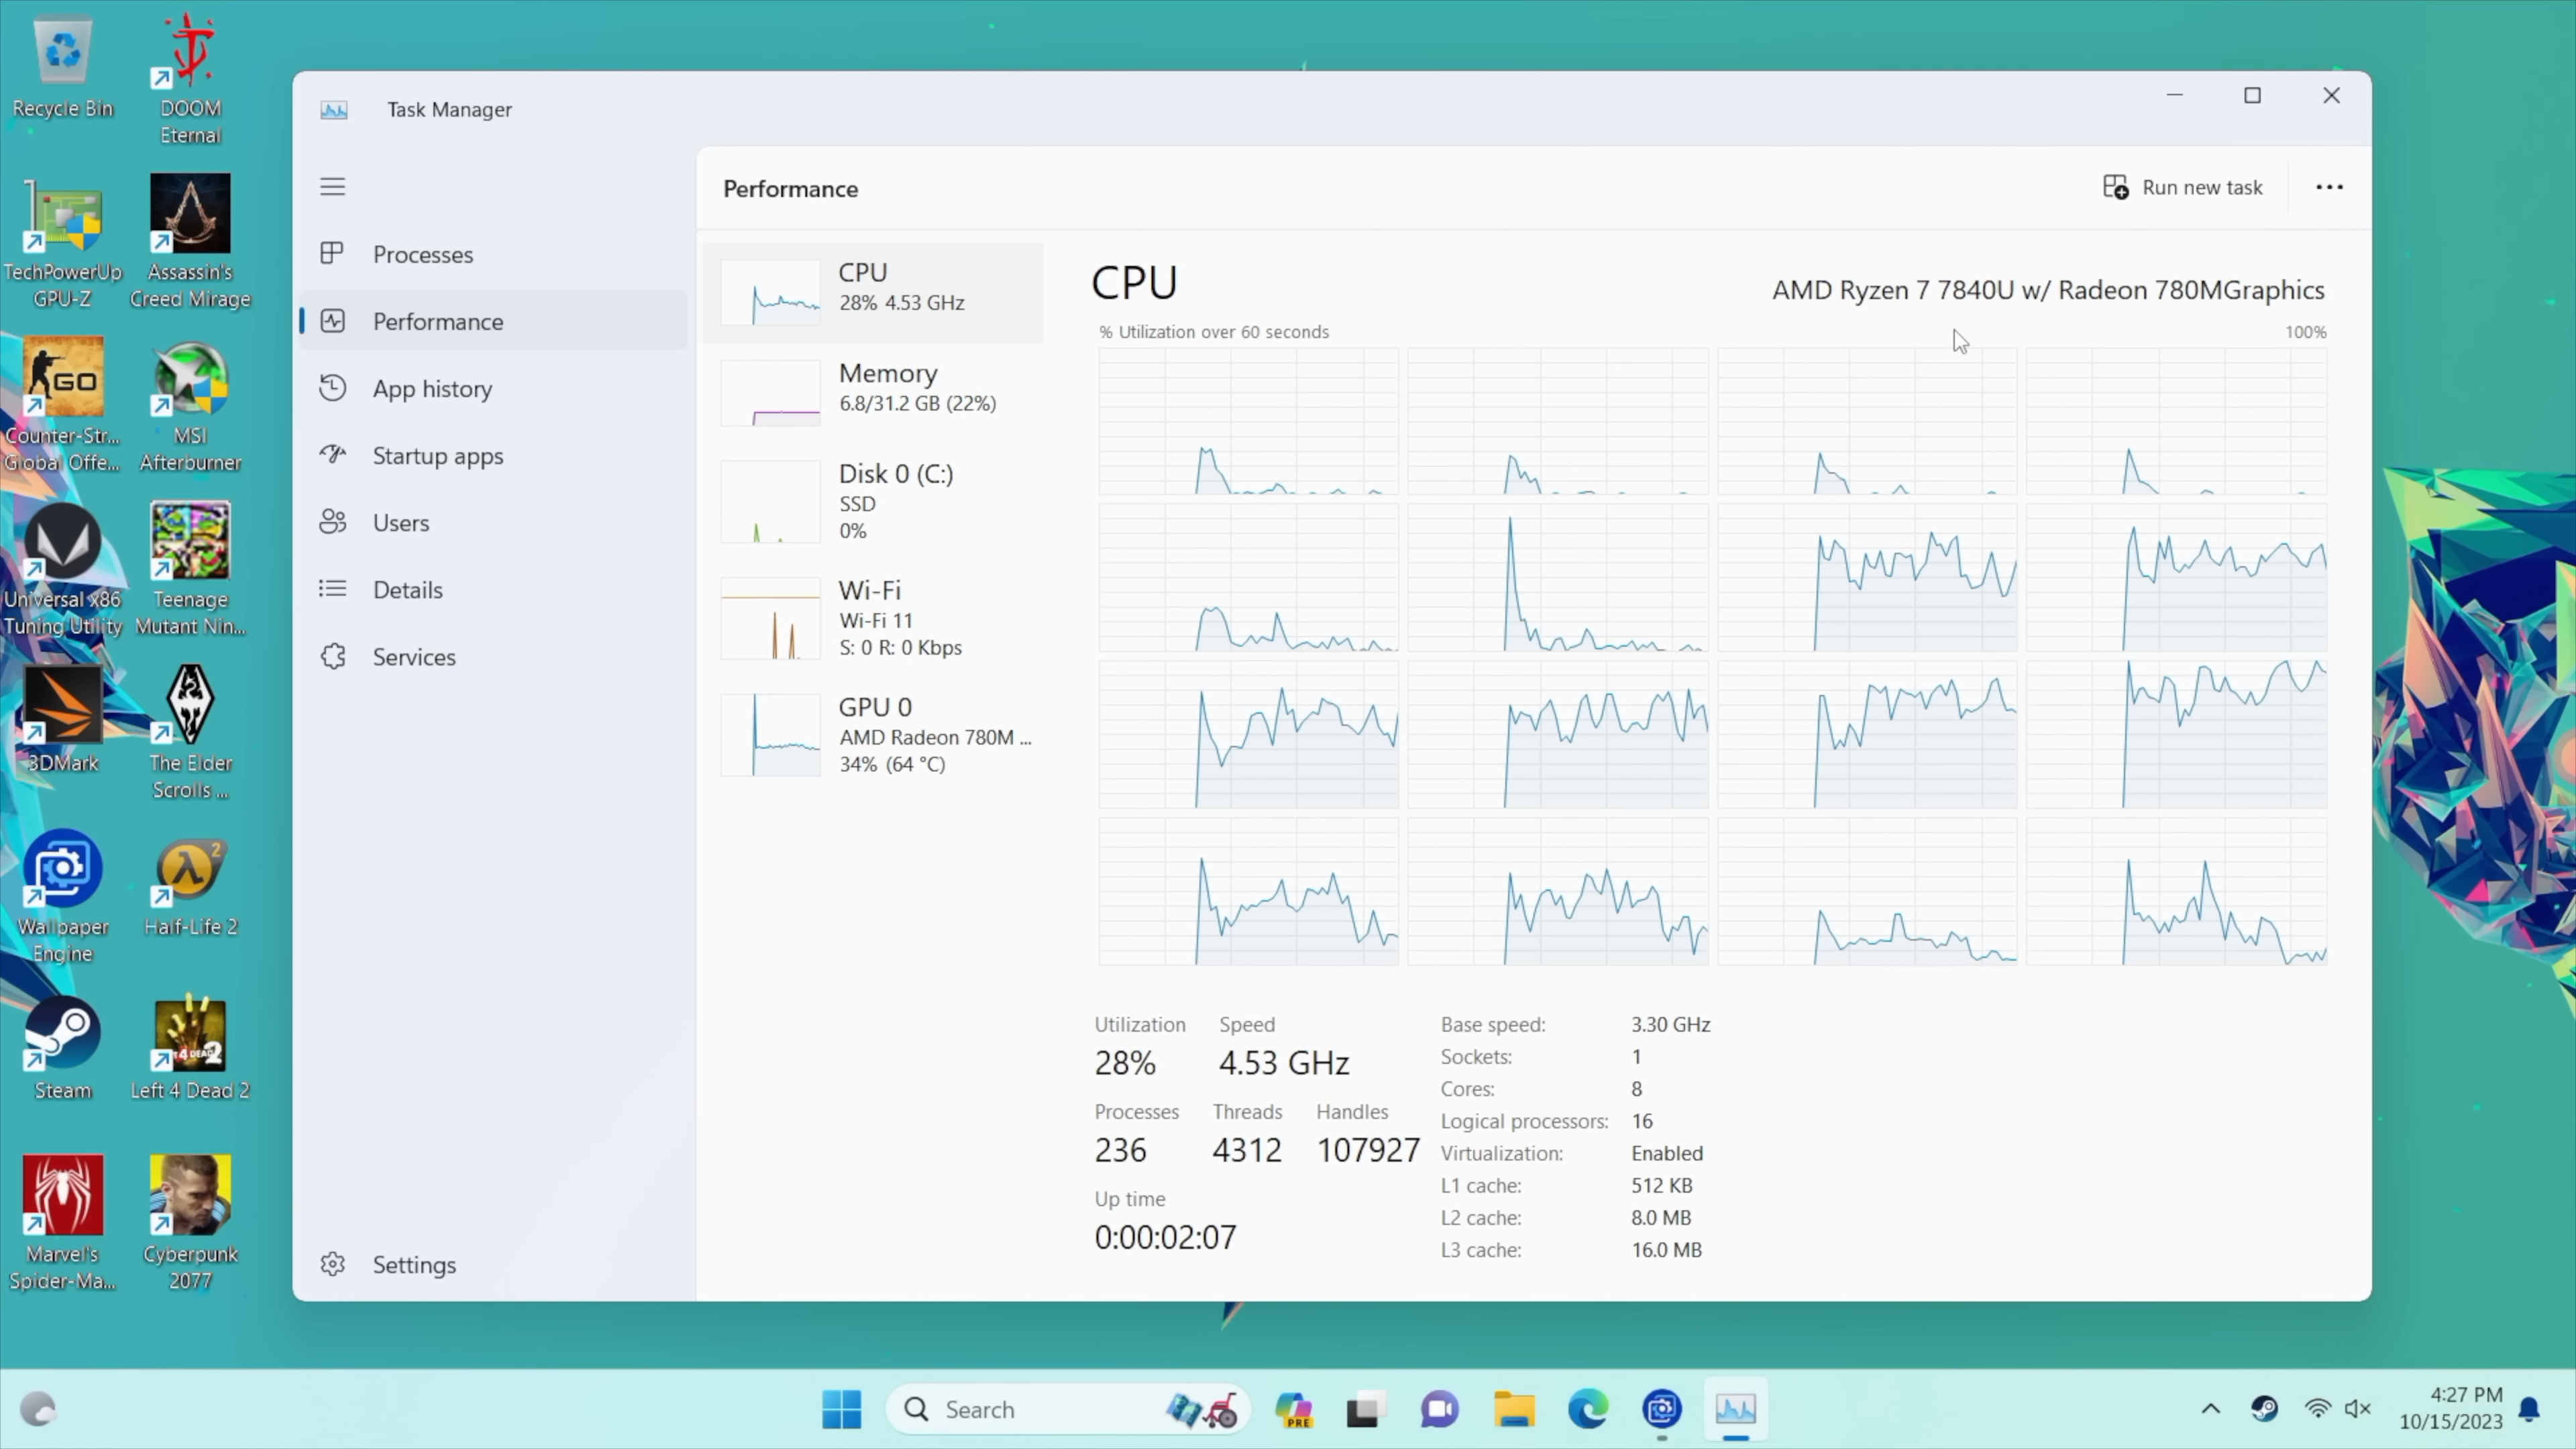 Recycle Bin
DOOM
Eternal
TechPowerUp
GPU-Z
Assassin's
Creed Mirage
GO
Counter-Str...
Global Offe...
MSI
Afterburner
Universal x86
Tuning Utility
Teenage
Mutant Nin...
3DMark
The Elder
Scrolls ...
Wallpaper
Engine
2
Half-Life 2
Steam
4 DEAD 2
Left 4 Dead 2
Marvel's
Spider-Ma...
Cyberpunk
2077
Task Manager
Processes
Performance
App history
Startup apps
Users
Details
Services
Settings
Performance
Run new task
CPU
28% 4.53 GHz
Memory
6.8/31.2 GB (22%)
Disk 0 (C:)
SSD
0%
Wi-Fi
Wi-Fi 11
S: 0 R: 0 Kbps
GPU 0
AMD Radeon 780M ...
34% (64 °C)
CPU
AMD Ryzen 7 7840U w/ Radeon 780MGraphics
% Utilization over 60 seconds
100%
Utilization Speed
28% 4.53 GHz
Processes Threads Handles
236 4312 107927
Up time
0:00:02:07
Base speed: 3.30 GHz
Sockets: 1
Cores: 8
Logical processors: 16
Virtualization: Enabled
L1 cache: 512 KB
L2 cache: 8.0 MB
L3 cache: 16.0 MB
Search
PRE
4:27 PM
10/15/2023